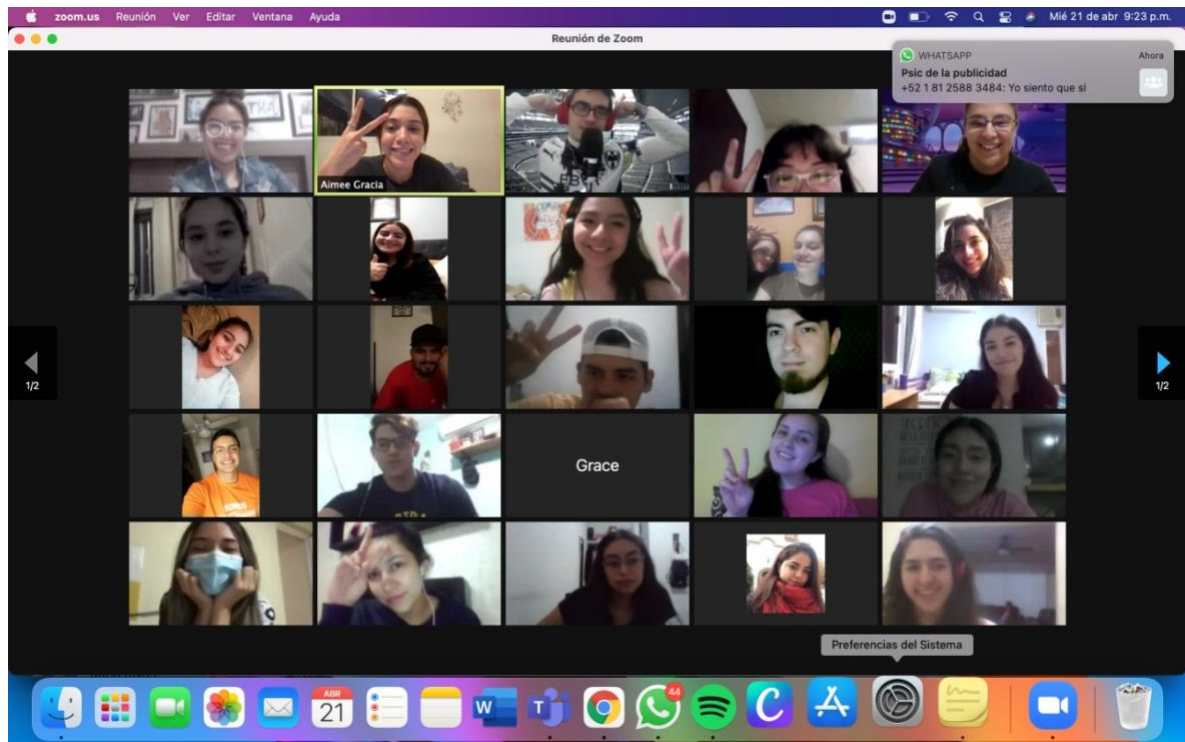 zoom.us Reunión Ver Editar Ventana Ayuda Mié 21 de abr 9:23 p.m.
Reunión de Zoom
WHATSAPP Ahora
Psic de la publicidad
+52 1 81 2588 3484: Yo siento que si
Aimee Gracia
1/2
1/2
Grace
SOMOS
Preferencias del Sistema
ABR
21
W
T
44